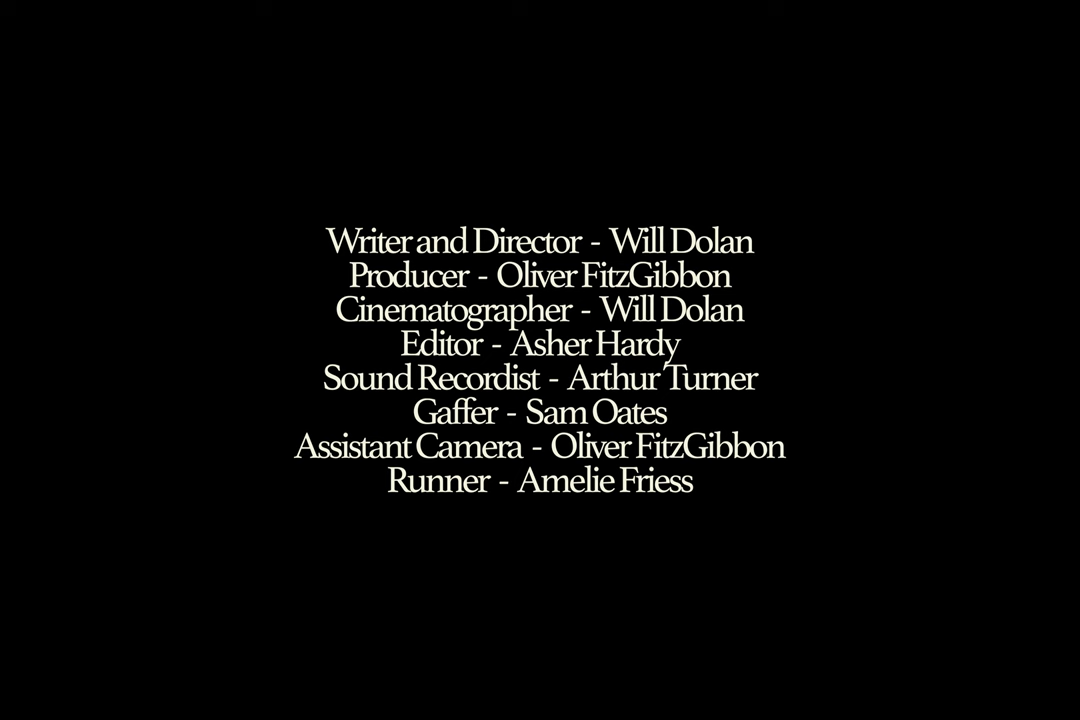 Writer and Director - Will Dolan
Producer - Oliver FitzGibbon
Cinematographer - Will Dolan
Editor - Asher Hardy
Sound Recordist - Arthur Turner
Gaffer - Sam Oates
Assistant Camera - Oliver FitzGibbon
Runner - Amelie Friess